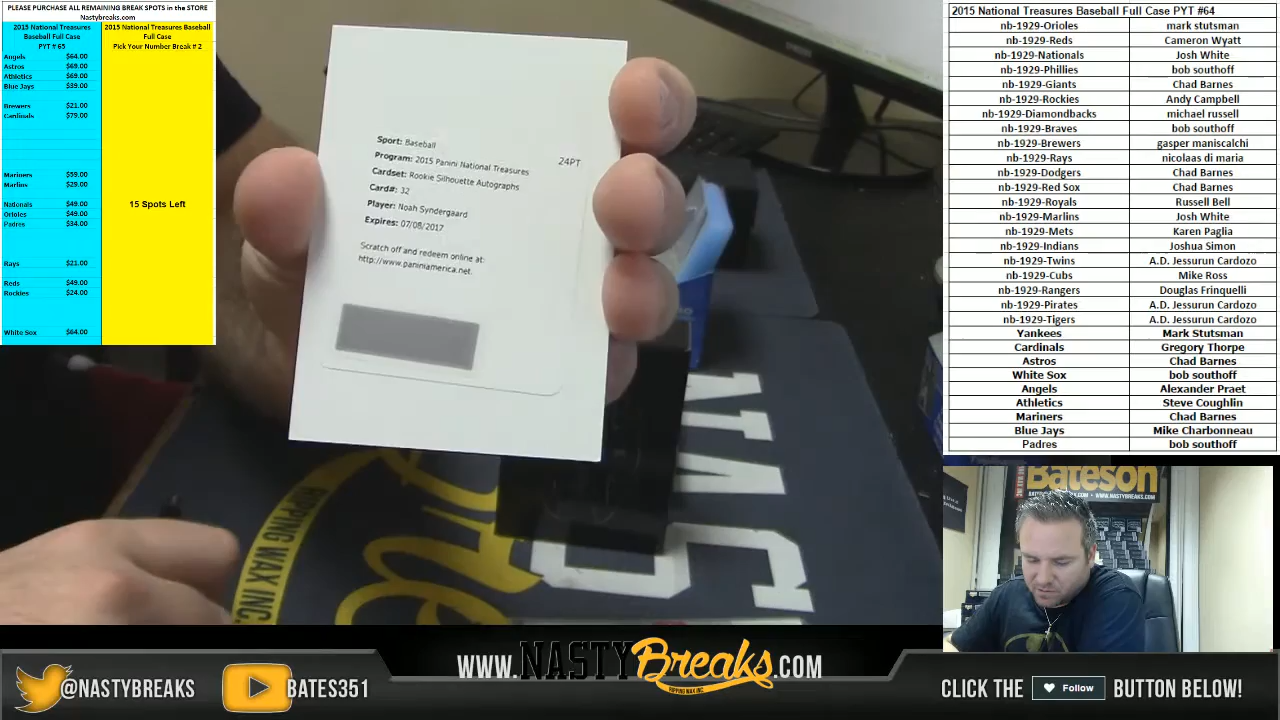 PLEASE PURCHASE ALL REMAINING BREAK SPOTS in the STORE
Nastybreaks.com
2015 National Treasures
Baseball Full Case
PYT # 65
Angels $64.00
Astros $69.00
Athletics $69.00
Blue Jays $39.00
Brewers $21.00
Cardinals $79.00
Mariners $59.00
Marlins $29.00
Nationals $49.00
Orioles $49.00
Padres $34.00
Rays $21.00
Reds $49.00
Rockies $24.00
White Sox $64.00
2015 National Treasures Baseball
Full Case
Pick Your Number Break # 2
15 Spots Left
Sport: Baseball
Program: 2015 Panini National Treasures
24PT
Cardset: Rookie Silhouette Autographs
Card#: 32
Player: Noah Syndergaard
Expires: 07/08/2017
Scratch off and redeem online at:
http://www.paniniamerica.net.
RIPPING WAX INC.
2015 National Treasures Baseball Full Case PYT #64
nb-1929-Orioles mark stutsman
nb-1929-Reds Cameron Wyatt
nb-1929-Nationals Josh White
nb-1929-Phillies bob southoff
nb-1929-Giants Chad Barnes
nb-1929-Rockies Andy Campbell
nb-1929-Diamondbacks michael russell
nb-1929-Braves bob southoff
nb-1929-Brewers gasper maniscalchi
nb-1929-Rays nicolaas di maria
nb-1929-Dodgers Chad Barnes
nb-1929-Red Sox Chad Barnes
nb-1929-Royals Russell Bell
nb-1929-Marlins Josh White
nb-1929-Mets Karen Paglia
nb-1929-Indians Joshua Simon
nb-1929-Twins A.D. Jessurun Cardozo
nb-1929-Cubs Mike Ross
nb-1929-Rangers Douglas Frinquelli
nb-1929-Pirates A.D. Jessurun Cardozo
nb-1929-Tigers A.D. Jessurun Cardozo
Yankees Mark Stutsman
Cardinals Gregory Thorpe
Astros Chad Barnes
White Sox bob southoff
Angels Alexander Praet
Athletics Steve Coughlin
Mariners Chad Barnes
Blue Jays Mike Charbonneau
Padres bob southoff
Bateson
WWW.NASTYBREAKS.COM
@NASTYBREAKS
BATES351
WWW.NASTYBreaks.COM
RIPPING WAX INC.
CLICK THE Follow BUTTON BELOW!